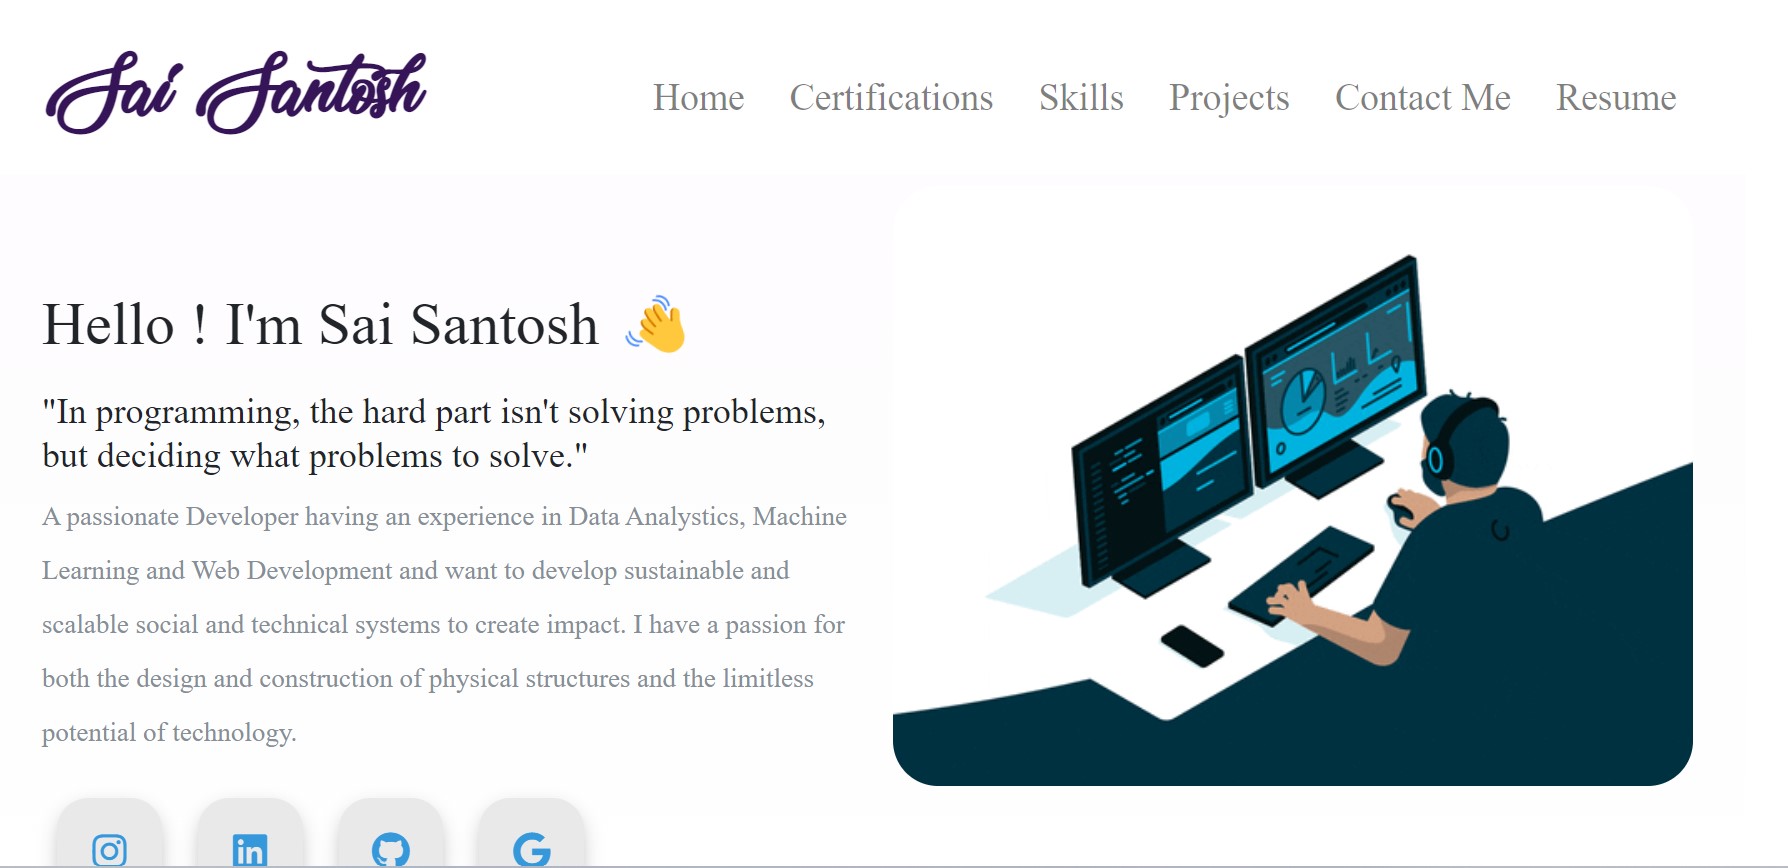 Sai Santosh
Home Certifications Skills Projects Contact Me Resume
Hello ! I'm Sai Santosh 👋
"In programming, the hard part isn't solving problems,
but deciding what problems to solve."
A passionate Developer having an experience in Data Analystics, Machine
Learning and Web Development and want to develop sustainable and
scalable social and technical systems to create impact. I have a passion for
both the design and construction of physical structures and the limitless
potential of technology.